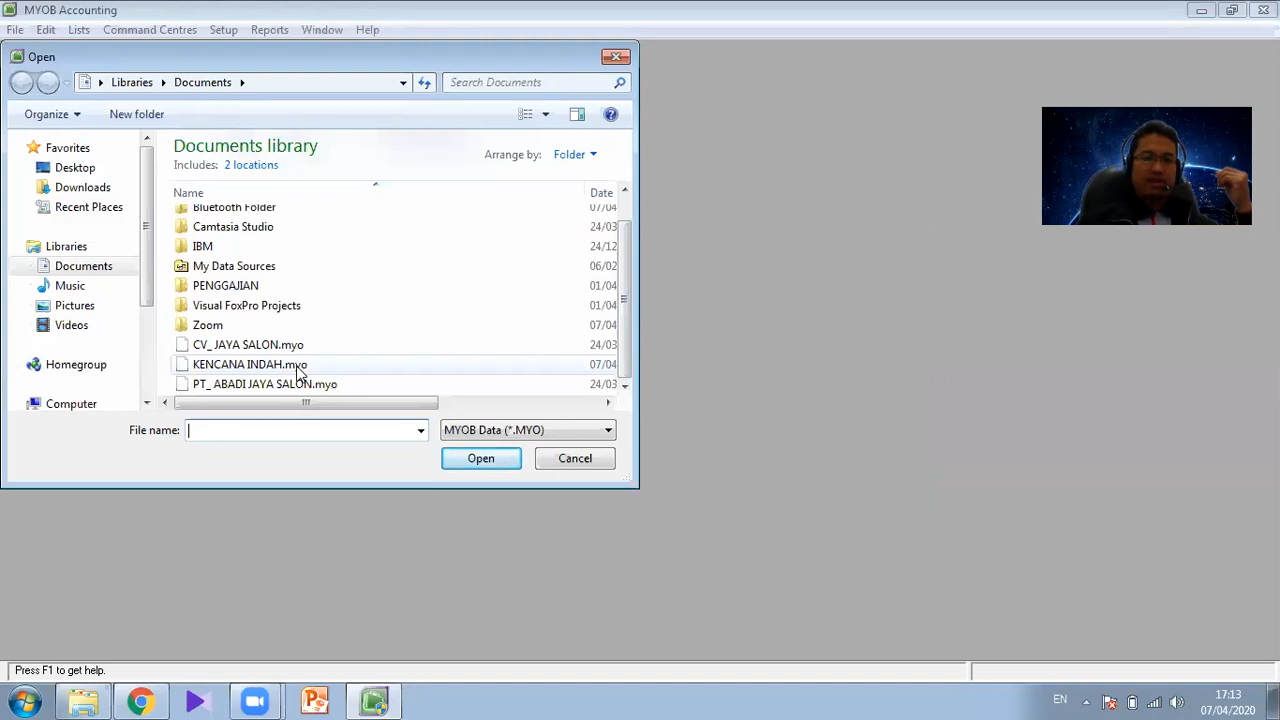 MYOB Accounting
File Edit Lists Command Centres Setup Reports Window Help
Open
Libraries Documents Search Documents
Organize New folder
Favorites
Desktop
Downloads
Recent Places
Libraries
Documents
Music
Pictures
Videos
Homegroup
Computer
Documents library
Includes: 2 locations
Arrange by: Folder
Name Date
Bluetooth Folder 07/04
Camtasia Studio 24/03
IBM 24/12
My Data Sources 06/02
PENGGAJIAN 01/04
Visual FoxPro Projects 01/04
Zoom 07/04
CV_ JAYA SALON.myo 24/03
KENCANA INDAH.myo 07/04
PT_ ABADI JAYA SALON.myo 24/03
File name: MYOB Data (*.MYO)
Open Cancel
Press F1 to get help.
EN 17:13
07/04/2020